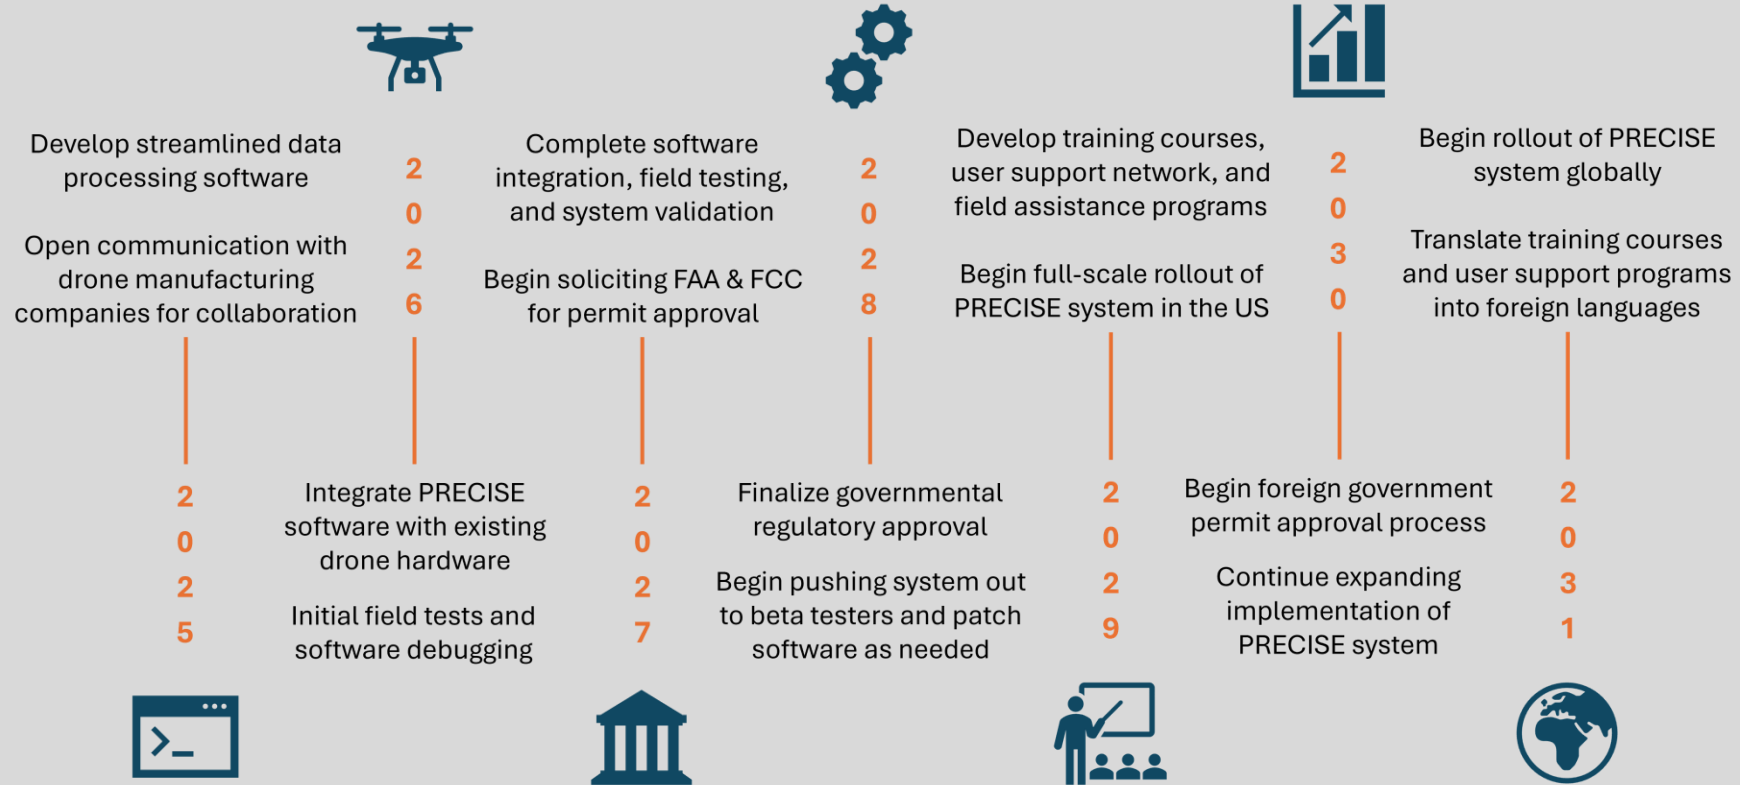 Develop streamlined data
processing software
Open communication with
drone manufacturing
companies for collaboration
2
0
2
5
2
0
2
6
Integrate PRECISE
software with existing
drone hardware
Initial field tests and
software debugging
Complete software
integration, field testing,
and system validation
Begin soliciting FAA & FCC
for permit approval
2
0
2
7
2
0
2
8
Finalize governmental
regulatory approval
Begin pushing system out
to beta testers and patch
software as needed
Develop training courses,
user support network, and
field assistance programs
Begin full-scale rollout of
PRECISE system in the US
2
0
2
9
2
0
3
0
Begin foreign government
permit approval process
Continue expanding
implementation of
PRECISE system
Begin rollout of PRECISE
system globally
Translate training courses
and user support programs
into foreign languages
2
0
3
1